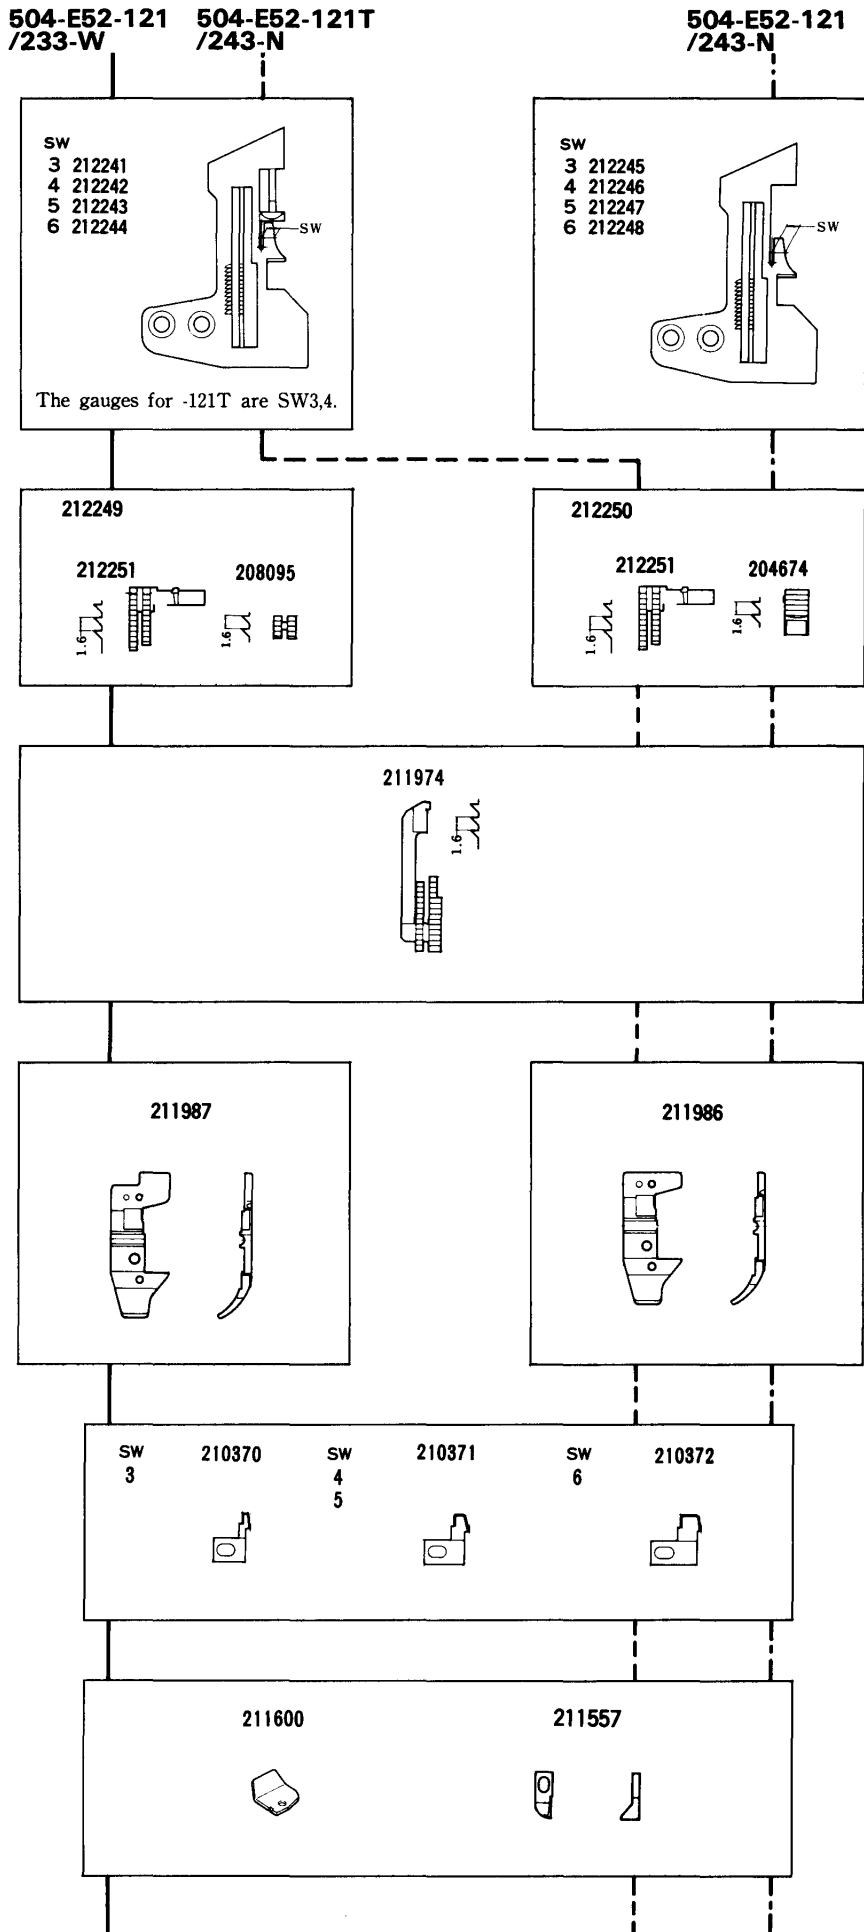 504-E52-121
/233-W
504-E52-121T
/243-N
504-E52-121
/243-N
SW
3 212241
4 212242
5 212243
6 212244
SW
The gauges for -121T are SW3,4.
SW
3 212245
4 212246
5 212247
6 212248
SW
212249
212251
208095
1.6
1.6
212250
212251
204674
1.6
1.6
211974
1.6
211987
211986
SW
3
210370
SW
4
5
210371
SW
6
210372
211600
211557